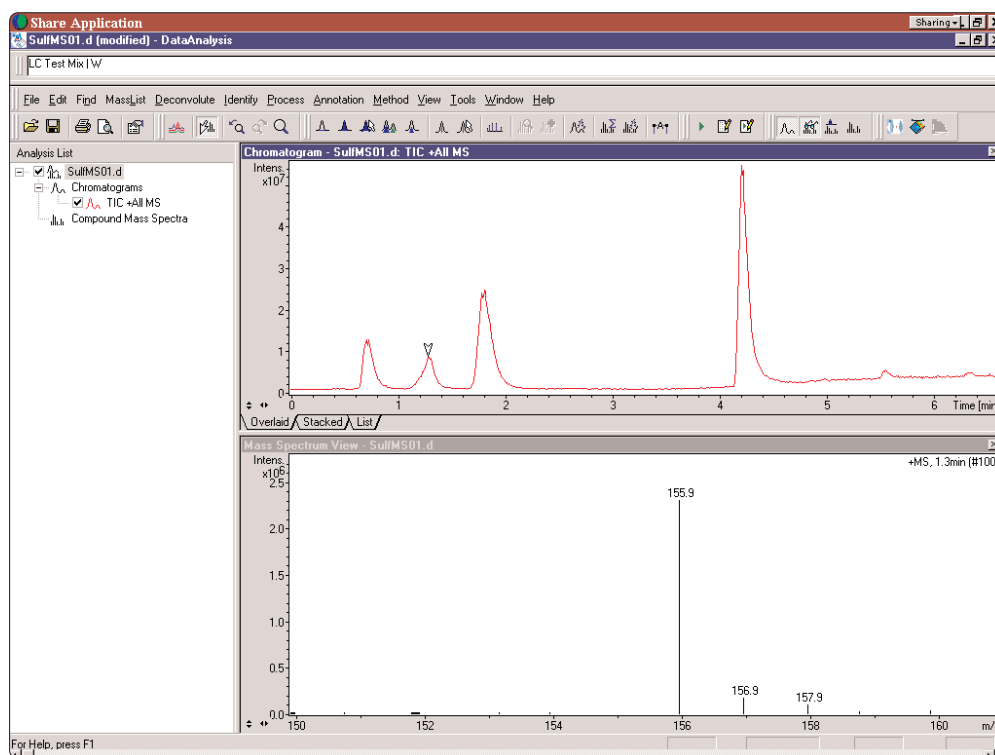 Share Application
Sharing
SulfMS01.d (modified) - DataAnalysis
LC Test Mix | W
File Edit Find MassList Deconvolute Identify Process Annotation Method View Tools Window Help
Analysis List
SulfMS01.d
Chromatograms
TIC +All MS
Compound Mass Spectra
Chromatogram - SulfMS01.d: TIC +All MS
Intens.
x10⁷
4
3
2
1
0
0 1 2 3 4 5 6 Time [min
Overlaid Stacked List
Mass Spectrum View - SulfMS01.d
Intens.
x10⁶
+MS, 1.3min (#100
2.5
155.9
2.0
1.5
1.0
0.5
156.9
157.9
0.0
150 152 154 156 158 160 m/
For Help, press F1